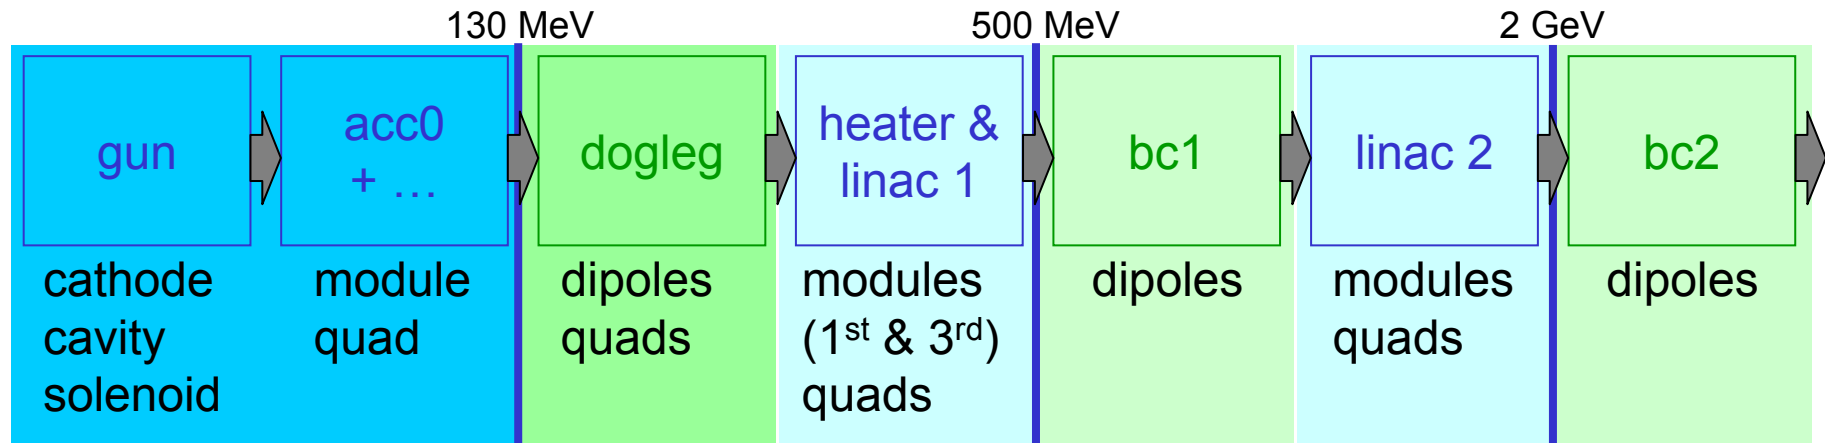 130 MeV
500 MeV
2 GeV
gun
acc0
+ …
dogleg
heater &
linac 1
bc1
linac 2
bc2
cathode
cavity
solenoid
module
quad
dipoles
quads
modules
(1st & 3rd)
quads
dipoles
modules
quads
dipoles